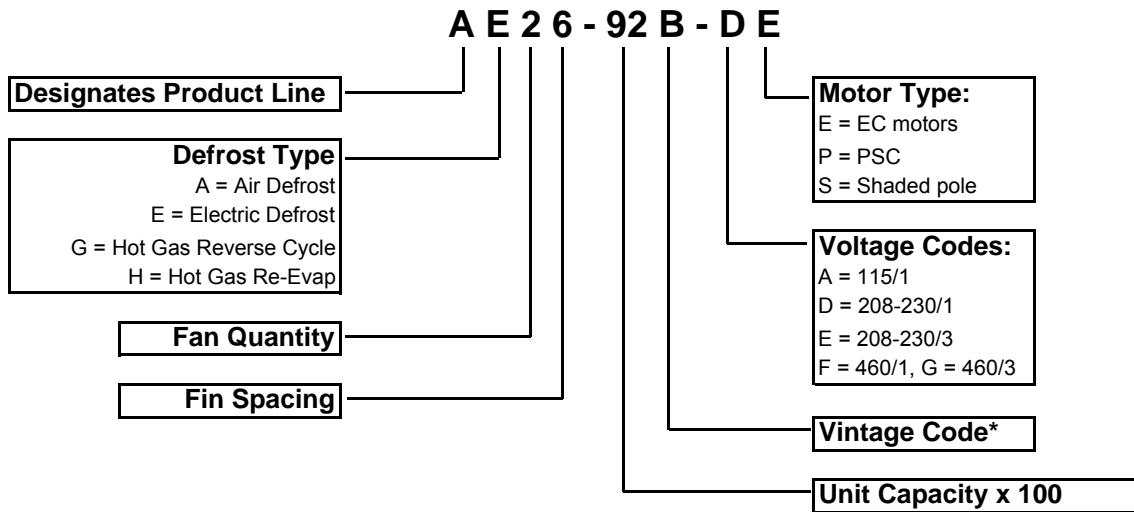 A E 2 6 - 92 B - D E
Designates Product Line
Defrost Type
A = Air Defrost
E = Electric Defrost
G = Hot Gas Reverse Cycle
H = Hot Gas Re-Evap
Fan Quantity
Fin Spacing
Motor Type:
E = EC motors
P = PSC
S = Shaded pole
Voltage Codes:
A = 115/1
D = 208-230/1
E = 208-230/3
F = 460/1, G = 460/3
Vintage Code*
Unit Capacity x 100